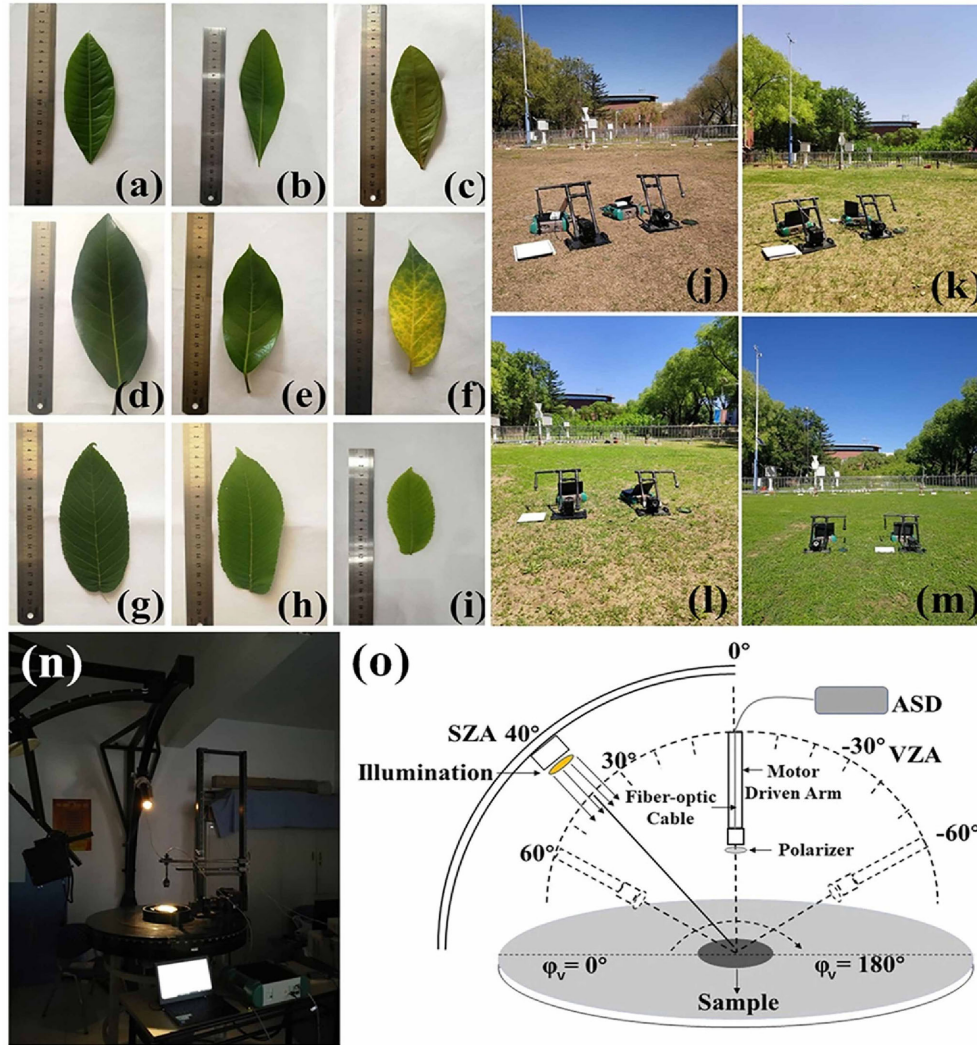 (a)
(b)
(c)
(d)
(e)
(f)
(g)
(h)
(i)
(j)
(k)
(l)
(m)
(n)
(o)
0°
ASD
SZA 40°
-30° VZA
Illumination
30°
Fiber-optic
Cable
Motor
Driven Arm
60°
-60°
Polarizer
φv= 0°
φv= 180°
Sample